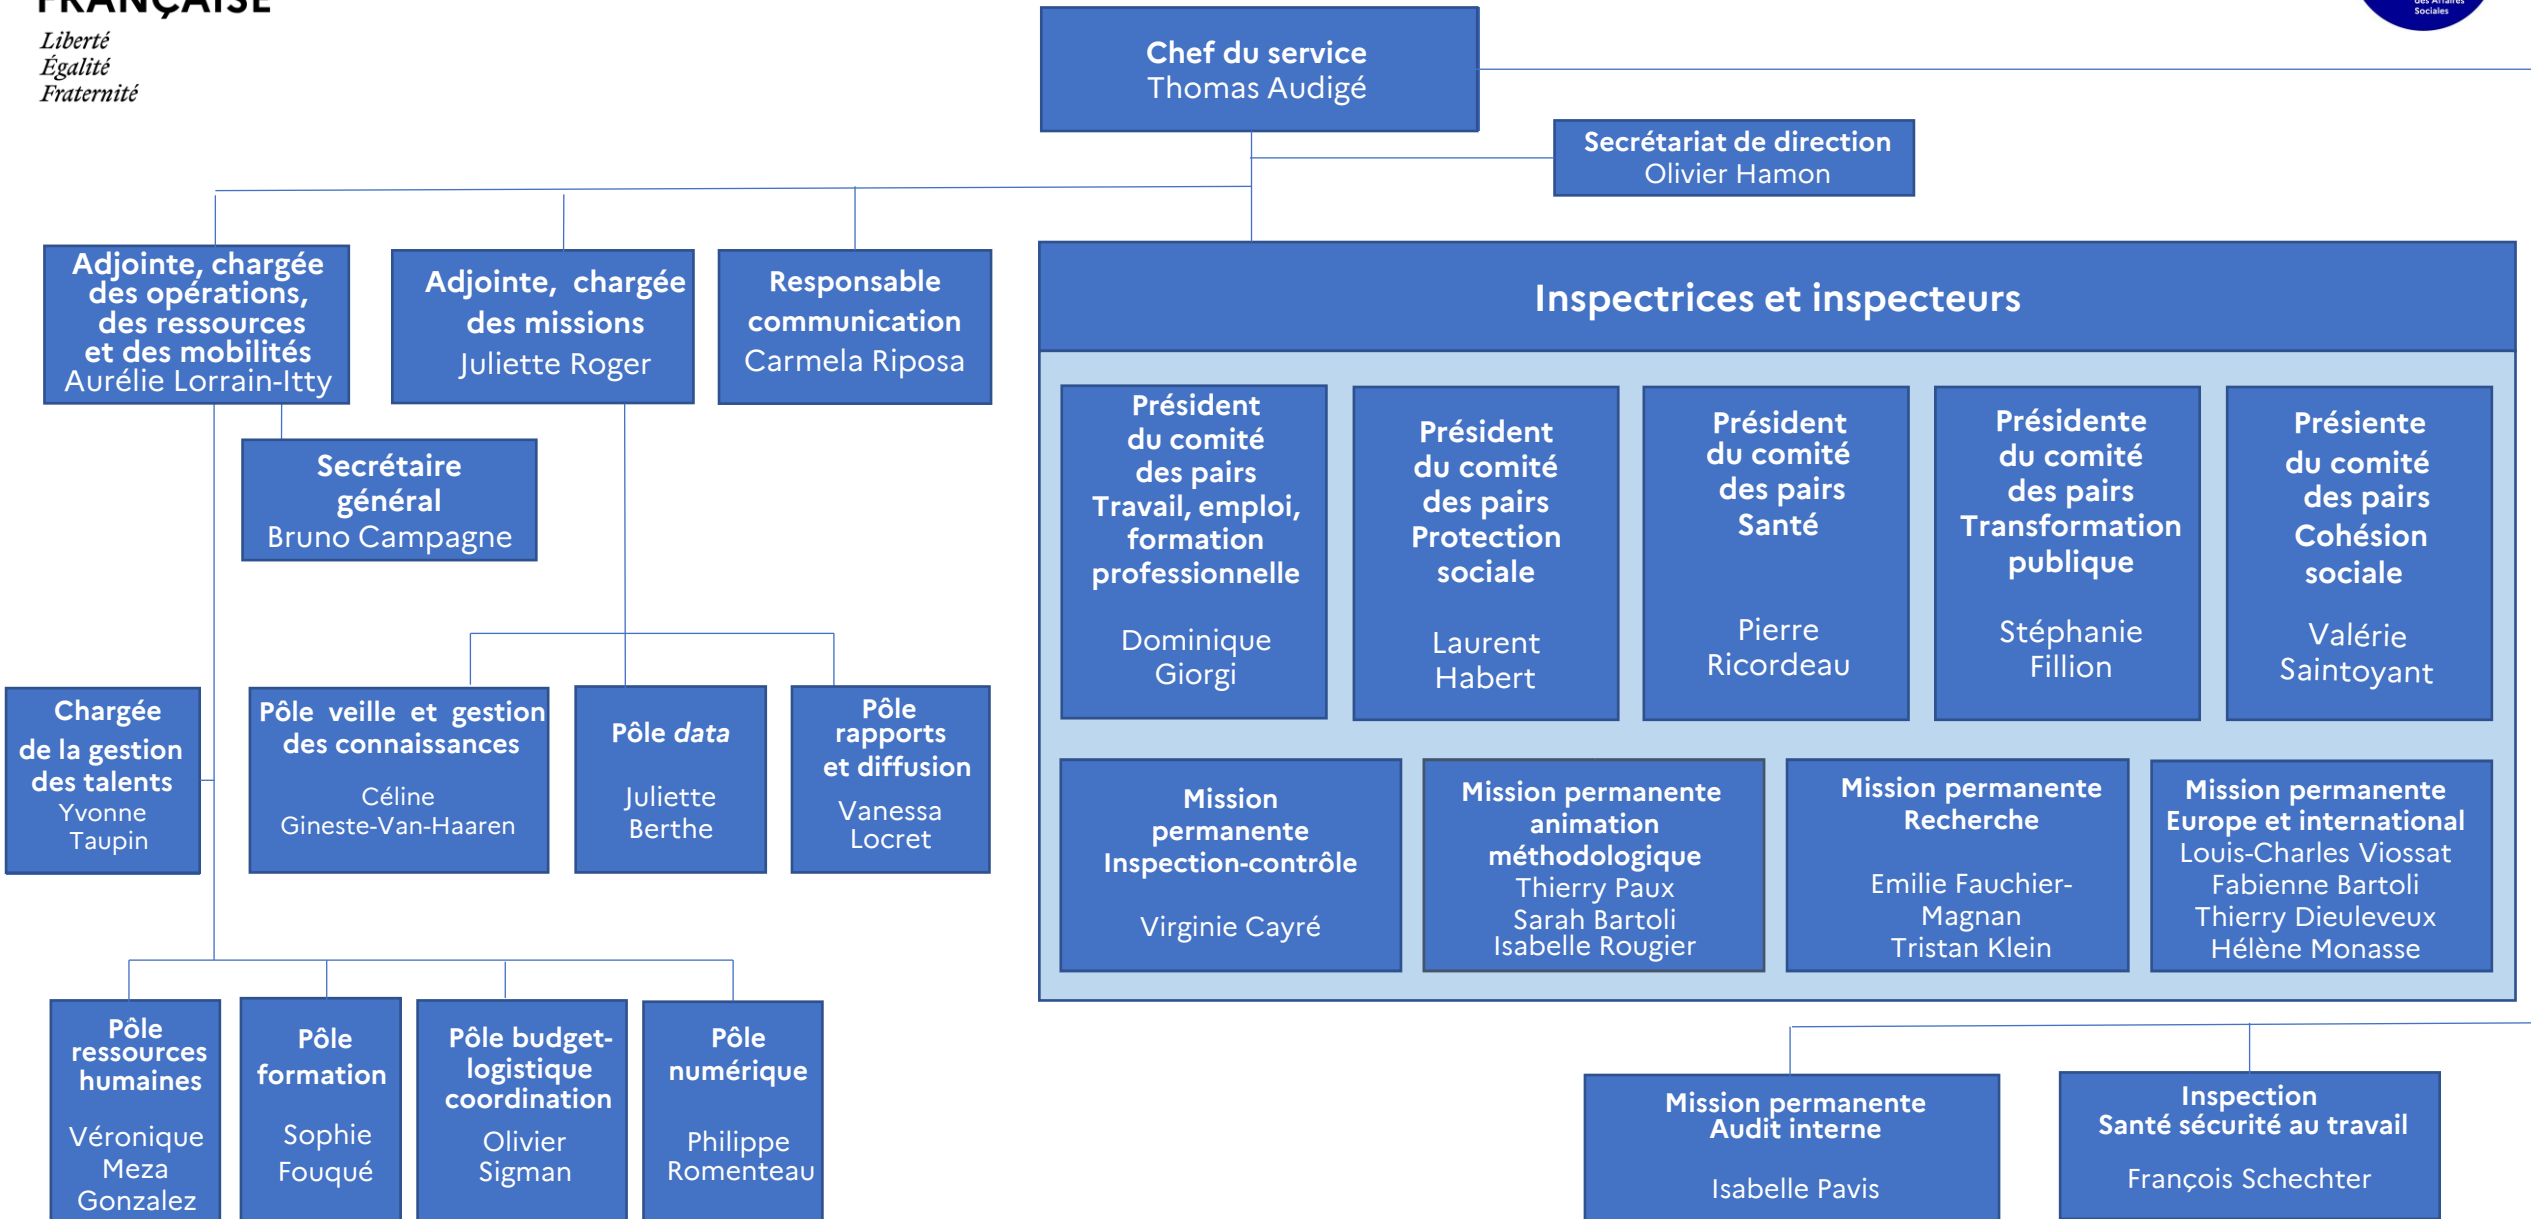 FRANÇAISE
Liberté
Égalité
Fraternité
des Affaires
Sociales
Chef du service
Thomas Audigé
Secrétariat de direction
Olivier Hamon
Adjointe, chargée
des opérations,
des ressources
et des mobilités
Aurélie Lorrain-Itty
Adjointe, chargée
des missions
Juliette Roger
Responsable
communication
Carmela Riposa
Secrétaire
général
Bruno Campagne
Chargée
de la gestion
des talents
Yvonne
Taupin
Pôle veille et gestion
des connaissances
Céline
Gineste-Van-Haaren
Pôle data
Juliette
Berthe
Pôle
rapports
et diffusion
Vanessa
Locret
Pôle
ressources
humaines
Véronique
Meza
Gonzalez
Pôle
formation
Sophie
Fouqué
Pôle budget-
logistique
coordination
Olivier
Sigman
Pôle
numérique
Philippe
Romenteau
Inspectrices et inspecteurs
Président
du comité
des pairs
Travail, emploi,
formation
professionnelle
Dominique
Giorgi
Président
du comité
des pairs
Protection
sociale
Laurent
Habert
Président
du comité
des pairs
Santé
Pierre
Ricordeau
Présidente
du comité
des pairs
Transformation
publique
Stéphanie
Fillion
Présiente
du comité
des pairs
Cohésion
sociale
Valérie
Saintoyant
Mission
permanente
Inspection-contrôle
Virginie Cayré
Mission permanente
animation
méthodologique
Thierry Paux
Sarah Bartoli
Isabelle Rougier
Mission permanente
Recherche
Emilie Fauchier-
Magnan
Tristan Klein
Mission permanente
Europe et international
Louis-Charles Viossat
Fabienne Bartoli
Thierry Dieuleveux
Hélène Monasse
Mission permanente
Audit interne
Isabelle Pavis
Inspection
Santé sécurité au travail
François Schechter